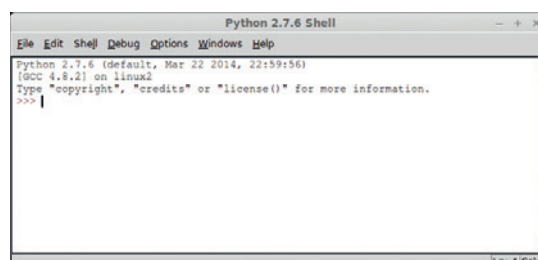 Python 2.7.6 Shell
File Edit Shell Debug Options Windows Help
Python 2.7.6 (default, Mar 22 2014, 22:59:56)
[GCC 4.8.2] on linux2
Type "copyright", "credits" or "license()" for more information.
>>>